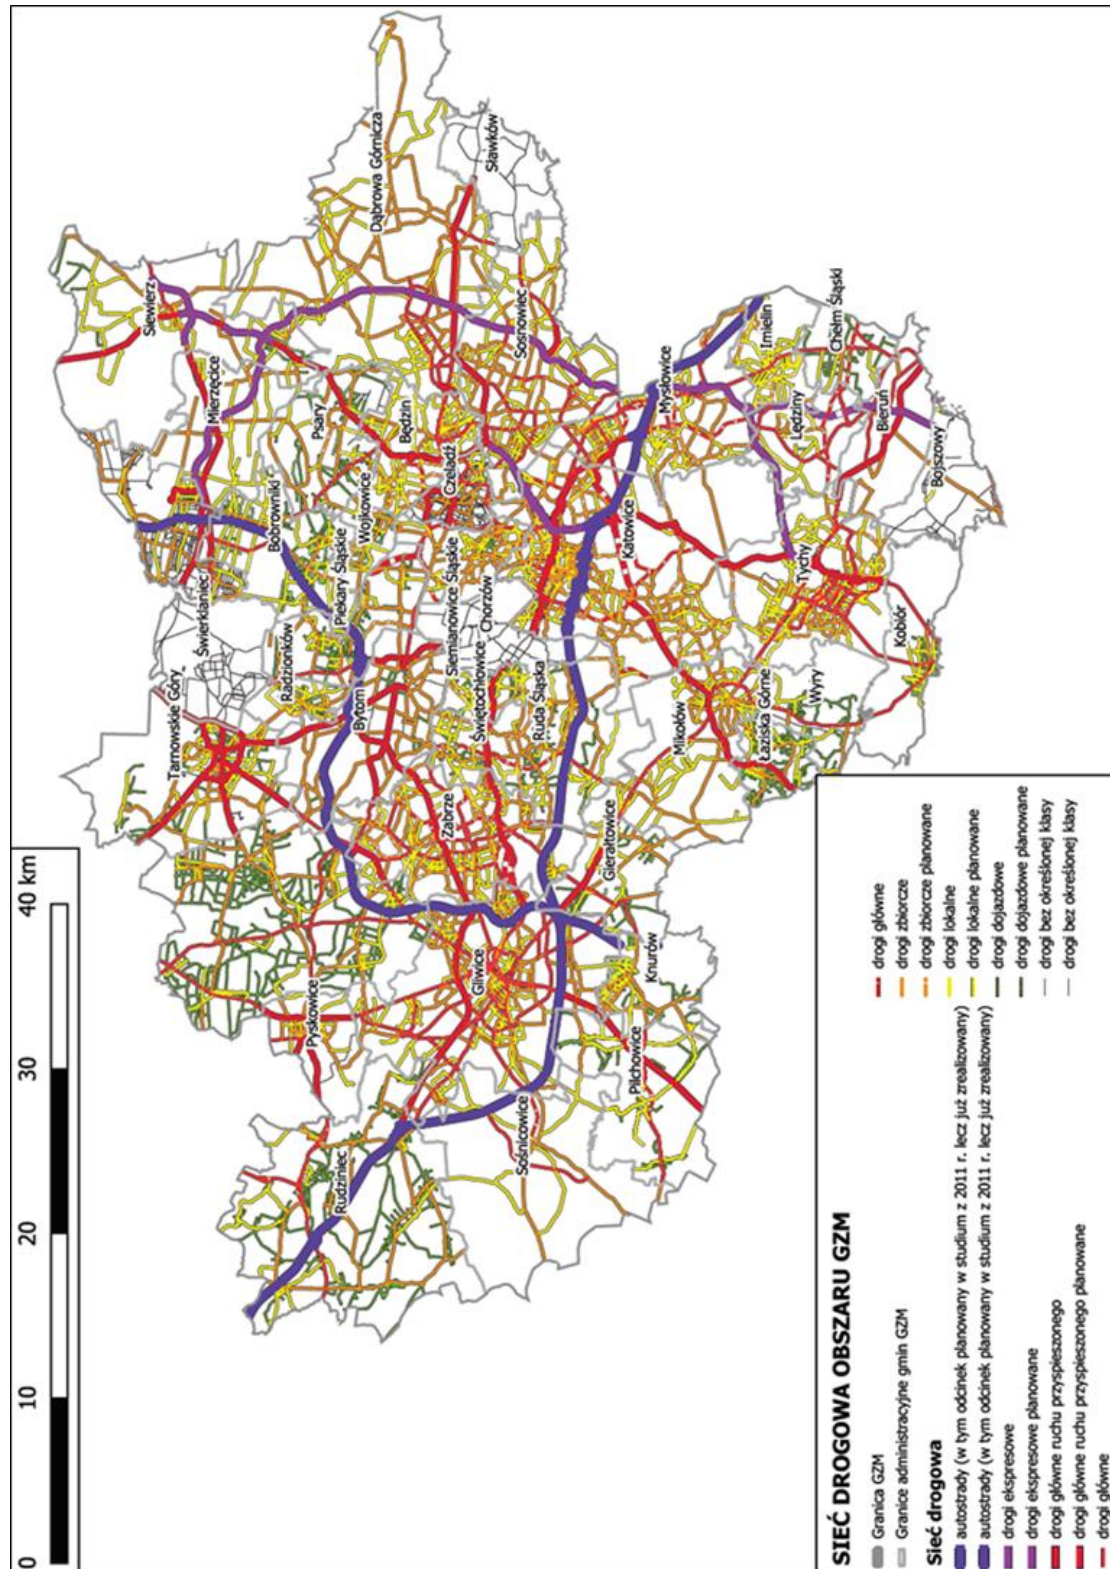 0 10 20 30 40 km
SIEĆ DROGOWA OBSZARU GZM
Granica GZM
Granice administracyjne gmin GZM
Sieć drogowa
autostrady (w tym odcinek planowany w studium z 2011 r. lecz już zrealizowany)
autostrady (w tym odcinek planowany w studium z 2011 r. lecz już zrealizowany)
drogi ekspresowe
drogi ekspresowe planowane
drogi główne ruchu przyspieszonego
drogi główne ruchu przyspieszonego planowane
drogi główne
drogi główne
drogi zbiorcze
drogi zbiorcze planowane
drogi lokalne
drogi lokalne planowane
drogi dojazdowe
drogi dojazdowe planowane
drogi bez określonej klasy
drogi bez określonej klasy
Siewierz
Mierzęcice
Świerklaniec
Tarnowskie Góry
Bobrowniki
Radzionków
Psary
Piekary Śląskie
Wojkowice
Dąbrowa Górnicza
Pyskowice
Rudziniec
Bytom
Będzin
Czeladź
Siemianowice Śląskie
Zabrze
Chorzów
Świętochłowice
Gliwice
Sławków
Sosnowiec
Ruda Śląska
Sośnicowice
Gierałtowice
Katowice
Knurów
Pilchowice
Mysłowice
Mikołów
Imielin
Łaziska Górne
Tychy
Lędziny
Wyry
Chełm Śląski
Bieruń
Kobiór
Bojszowy